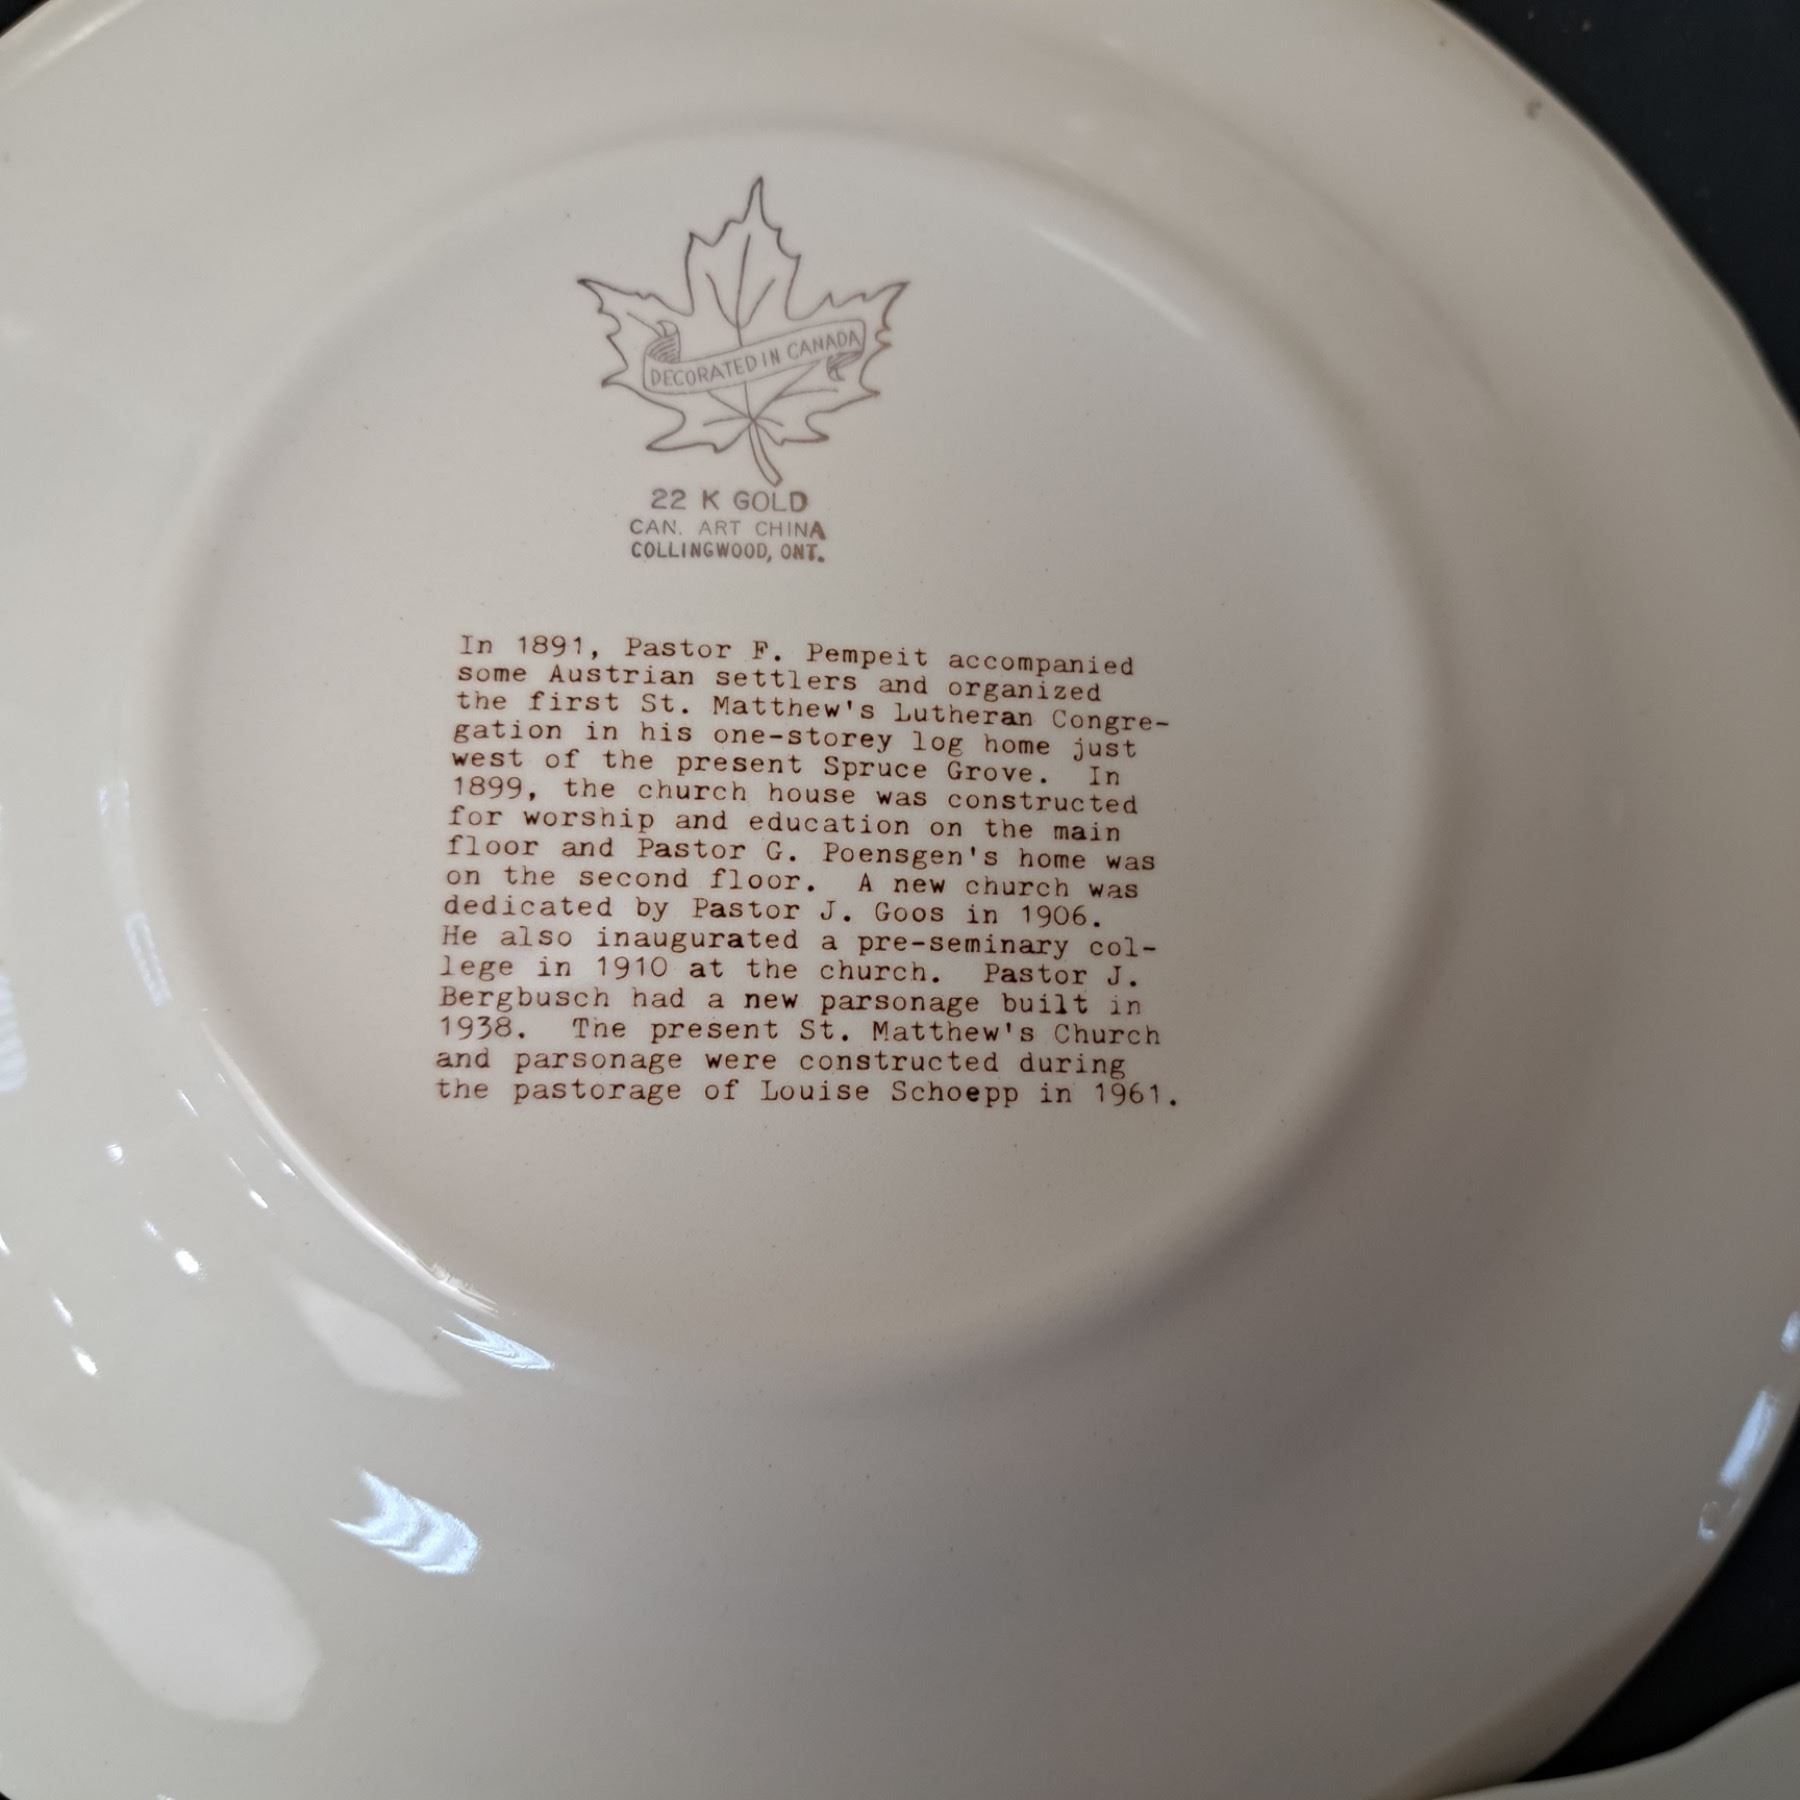 DECORATED IN CANADA
22 K GOLD
CAN. ART CHINA
COLLINGWOOD, ONT.
In 1891, Pastor F. Pempeit accompanied
some Austrian settlers and organized
the first St. Matthew's Lutheran Congre-
gation in his one-storey log home just
west of the present Spruce Grove.  In
1899, the church house was constructed
for worship and education on the main
floor and Pastor G. Poensgen's home was
on the second floor.  A new church was
dedicated by Pastor J. Goos in 1906.
He also inaugurated a pre-seminary col-
lege in 1910 at the church.  Pastor J.
Bergbusch had a new parsonage built in
1938.  The present St. Matthew's Church
and parsonage were constructed during
the pastorage of Louise Schoepp in 1961.